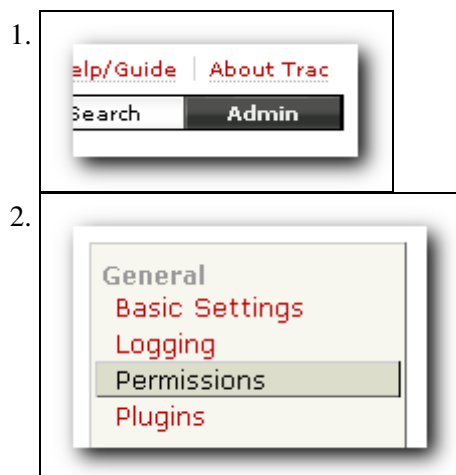 1.
elp/Guide About Trac
Search Admin
2.
General
Basic Settings
Logging
Permissions
Plugins